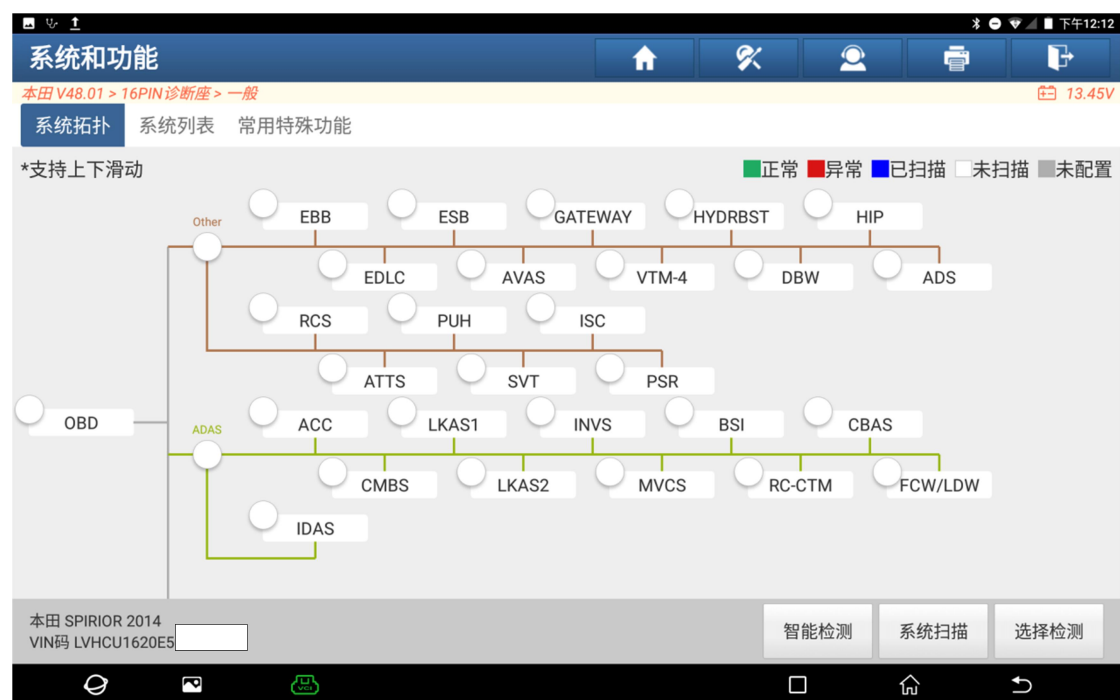 下午12:12
系统和功能
本田 V48.01 > 16PIN诊断座 > 一般
13.45V
系统拓扑 系统列表 常用特殊功能
*支持上下滑动
正常 异常 已扫描 未扫描 未配置
Other
EBB ESB GATEWAY HYDRBST HIP
EDLC AVAS VTM-4 DBW ADS
RCS PUH ISC
ATTS SVT PSR
OBD
ADAS
ACC LKAS1 INVS BSI CBAS
CMBS LKAS2 MVCS RC-CTM FCW/LDW
IDAS
本田 SPIRIOR 2014
VIN码 LVHCU1620E5
智能检测 系统扫描 选择检测
VCI